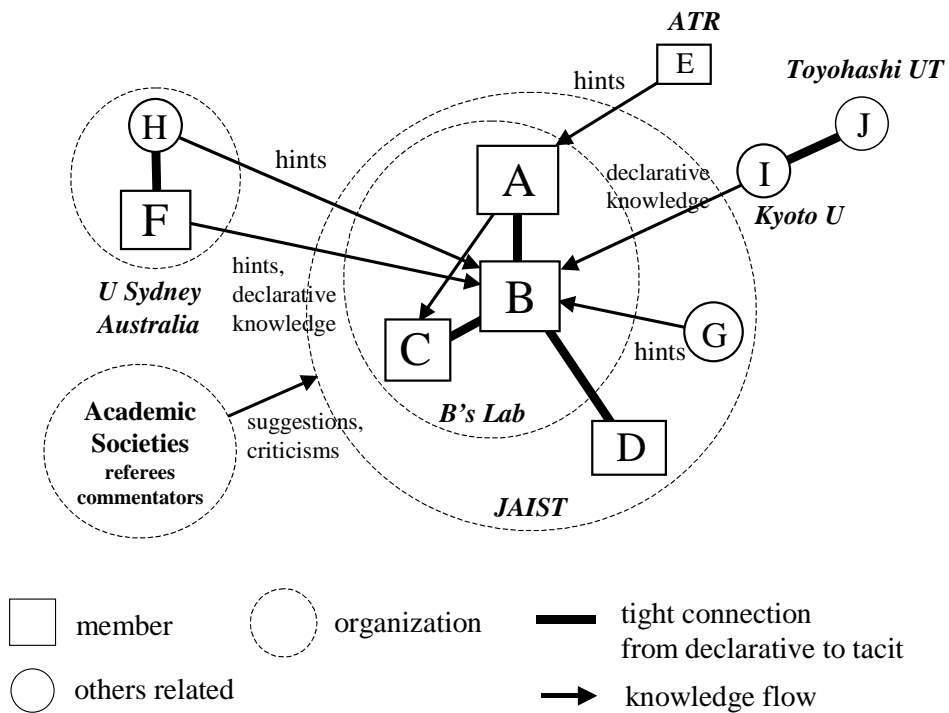 ATR
E
hints
Toyohashi UT
J
H
hints
A
declarative
knowledge
I
Kyoto U
F
hints,
declarative
knowledge
U Sydney
Australia
B
G
hints
C
B's Lab
D
Academic
Societies
referees
commentators
suggestions,
criticisms
JAIST
member
organization
tight connection
from declarative to tacit
others related
knowledge flow